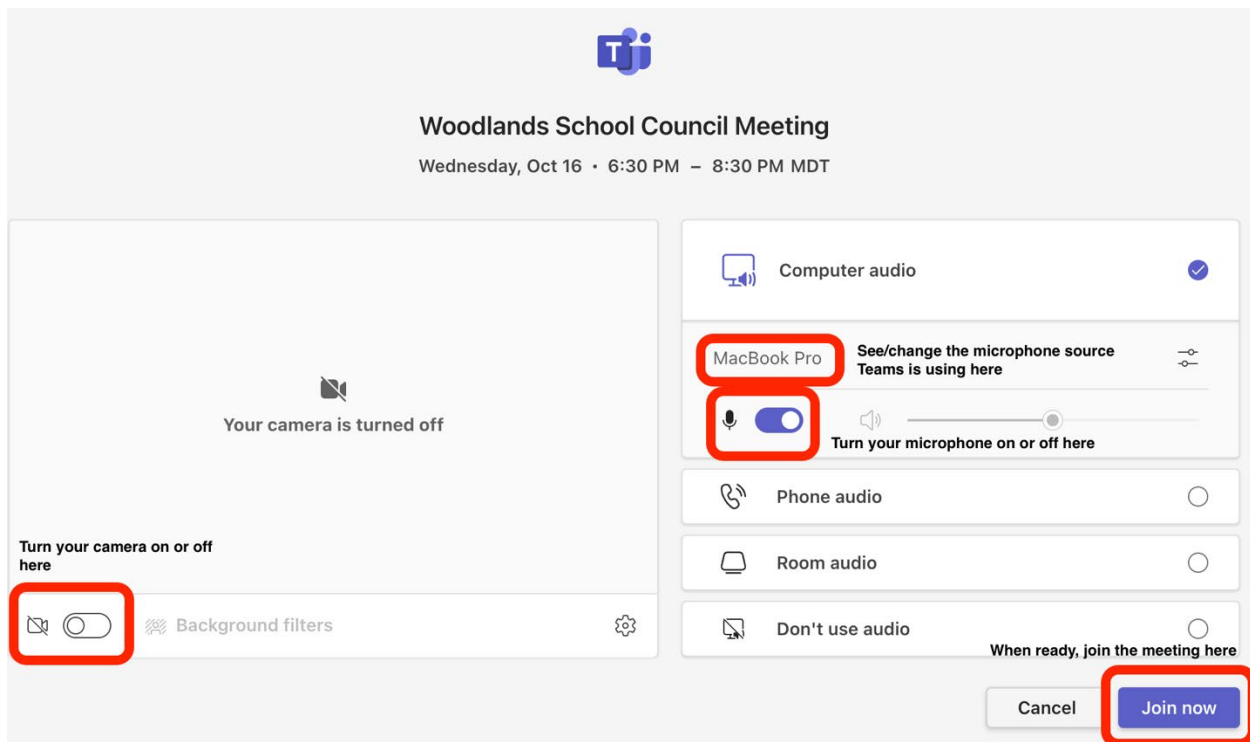 T
Woodlands School Council Meeting
Wednesday, Oct 16 · 6:30 PM – 8:30 PM MDT
Your camera is turned off
Turn your camera on or off
here
Background filters
Computer audio
MacBook Pro
See/change the microphone source
Teams is using here
Turn your microphone on or off here
Phone audio
Room audio
Don't use audio
When ready, join the meeting here
Cancel
Join now